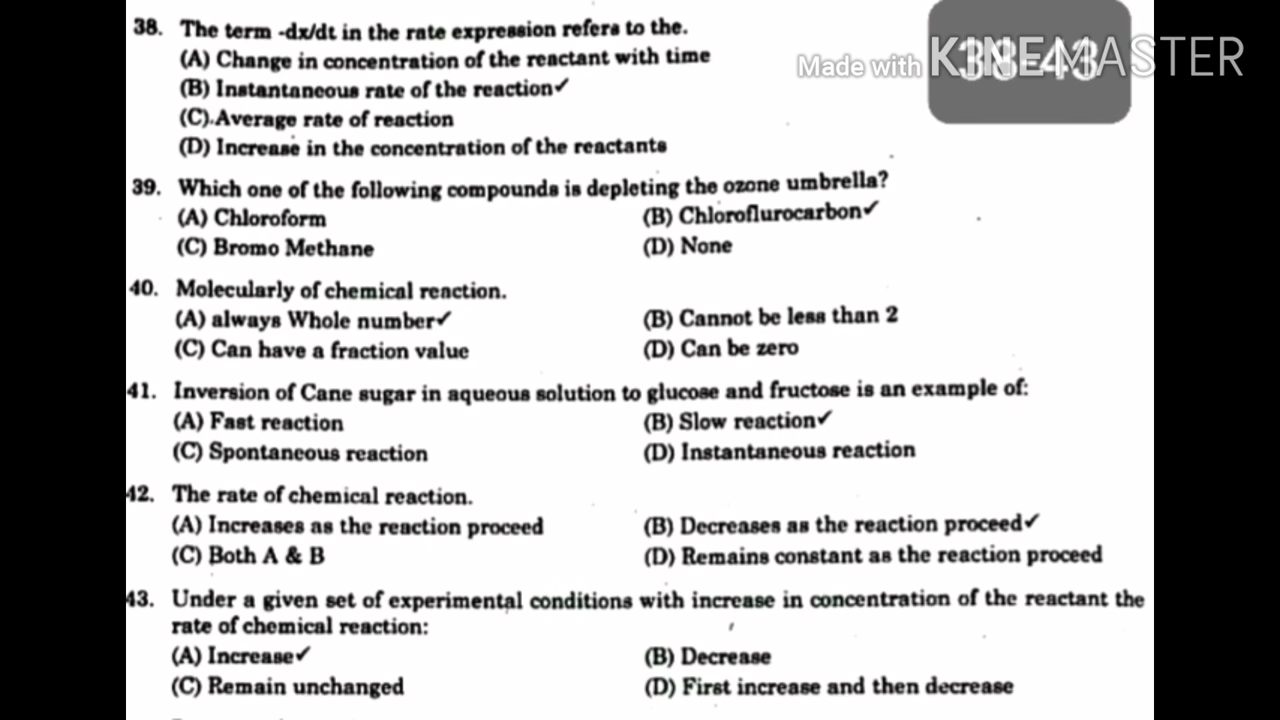 38. The term -dx/dt in the rate expression refers to the.
(A) Change in concentration of the reactant with time
(B) Instantaneous rate of the reaction✓
(C).Average rate of reaction
(D) Increase in the concentration of the reactants
Made with KINEMASTER
38-43
39. Which one of the following compounds is depleting the ozone umbrella?
(A) Chloroform (B) Chloroflurocarbon✓
(C) Bromo Methane (D) None
40. Molecularly of chemical reaction.
(A) always Whole number✓ (B) Cannot be less than 2
(C) Can have a fraction value (D) Can be zero
41. Inversion of Cane sugar in aqueous solution to glucose and fructose is an example of:
(A) Fast reaction (B) Slow reaction✓
(C) Spontaneous reaction (D) Instantaneous reaction
42. The rate of chemical reaction.
(A) Increases as the reaction proceed (B) Decreases as the reaction proceed✓
(C) Both A & B (D) Remains constant as the reaction proceed
43. Under a given set of experimental conditions with increase in concentration of the reactant the
rate of chemical reaction:
(A) Increase✓ (B) Decrease
(C) Remain unchanged (D) First increase and then decrease